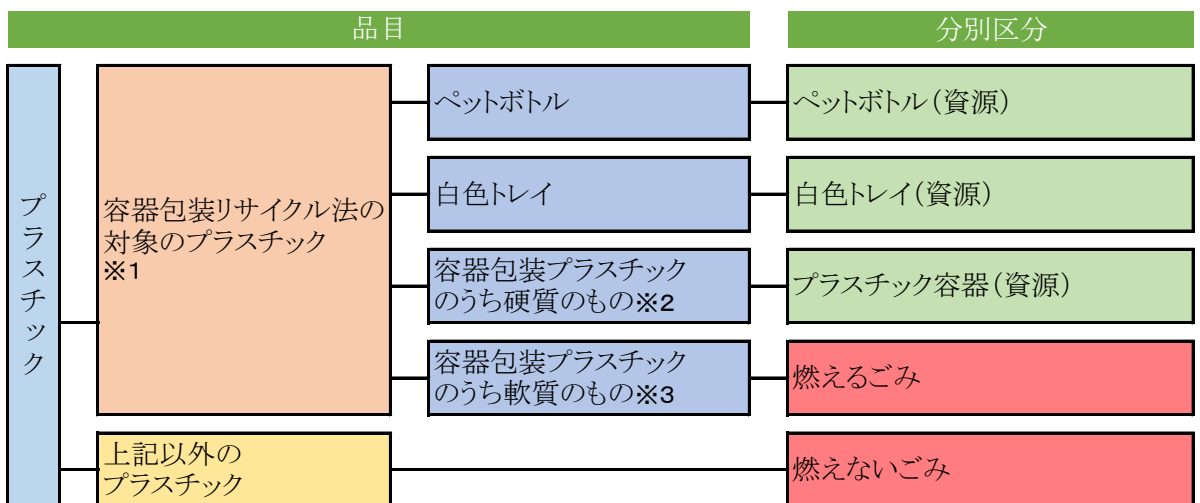 品目
分別区分
プラスチック
容器包装リサイクル法の
対象のプラスチック
※1
ペットボトル
ペットボトル(資源)
白色トレイ
白色トレイ(資源)
容器包装プラスチック
のうち硬質のもの※2
プラスチック容器(資源)
容器包装プラスチック
のうち軟質のもの※3
燃えるごみ
上記以外の
プラスチック
燃えないごみ